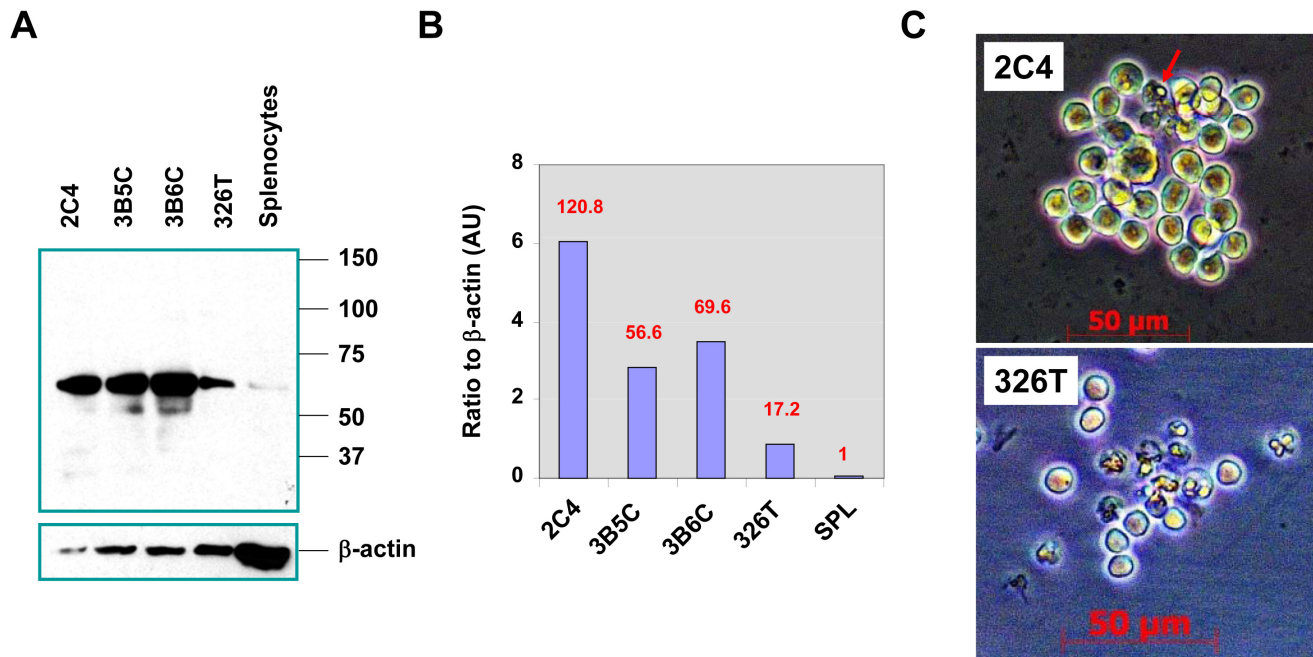 A
2C4
3B5C
3B6C
326T
Splenocytes
150
100
75
50
37
β-actin
B
Ratio to β-actin (AU)
8
6
4
2
0
120.8
56.6
69.6
17.2
1
2C4
3B5C
3B6C
326T
SPL
C
2C4
50 µm
326T
50 µm